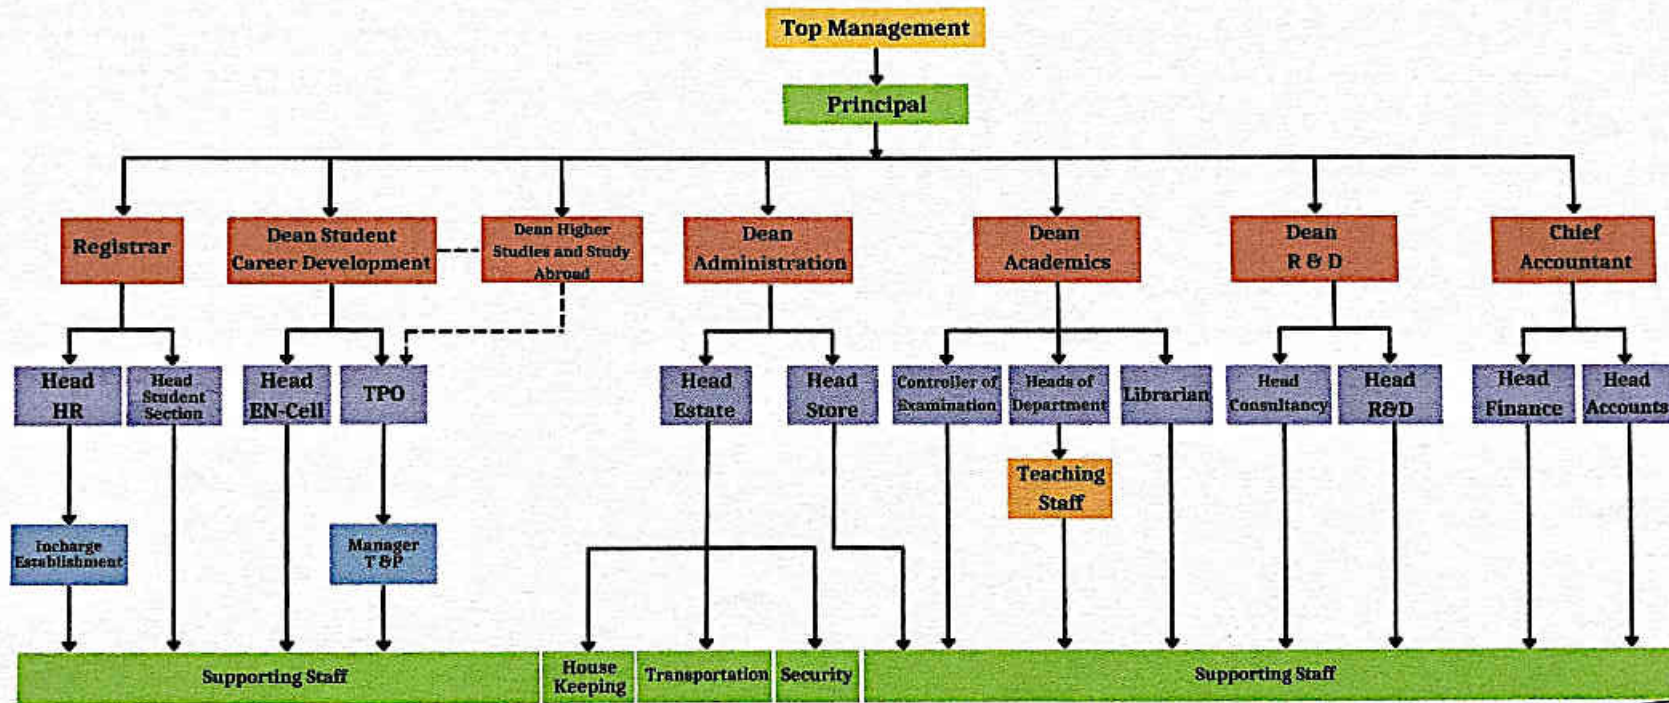 Top Management
Principal
Registrar
Dean Student
Career Development
Dean Higher
Studies and Study
Abroad
Dean
Administration
Dean
Academics
Dean
R & D
Chief
Accountant
Head
HR
Head
Student
Section
Head
EN-Cell
TPO
Head
Estate
Head
Store
Controller of
Examination
Heads of
Department
Librarian
Head
Consultancy
Head
R&D
Head
Finance
Head
Accounts
Teaching
Staff
Incharge
Establishment
Manager
T &P
Supporting Staff
House
Keeping
Transportation
Security
Supporting Staff